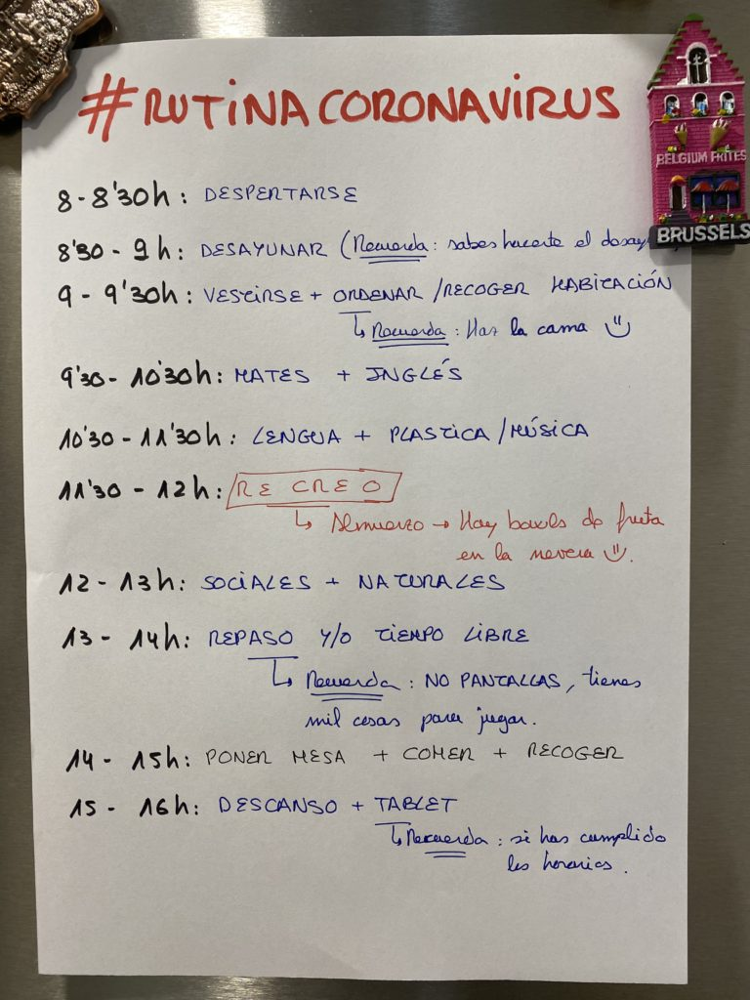 #RUTINA CORONAVIRUS
BELGIUM FRITES
BRUSSELS
8 - 8'30h: DESPERTARSE
8'30 - 9h: DESAYUNAR (Recuerda: sabes hacerte el
9 - 9'30h: VESTIRSE + ORDENAR/RECOGER HABITACIÓN
↳ Recuerda: Haz la cama ☺
9'30 - 10'30h: MATES + INGLÉS
10'30 - 11'30h: LENGUA + PLASTICA/MÚSICA
11'30 - 12h: RECREO
↳ Almuerzo → Hay bowls de fruta
en la nevera ☺.
12 - 13h: SOCIALES + NATURALES
13 - 14h: REPASO Y/O TIEMPO LIBRE
↳ Recuerda: NO PANTALLAS, tienes
mil cosas para jugar.
14 - 15h: PONER MESA + COMER + RECOGER
15 - 16h: DESCANSO + TABLET
↳ Recuerda: si has cumplido
los horarios.